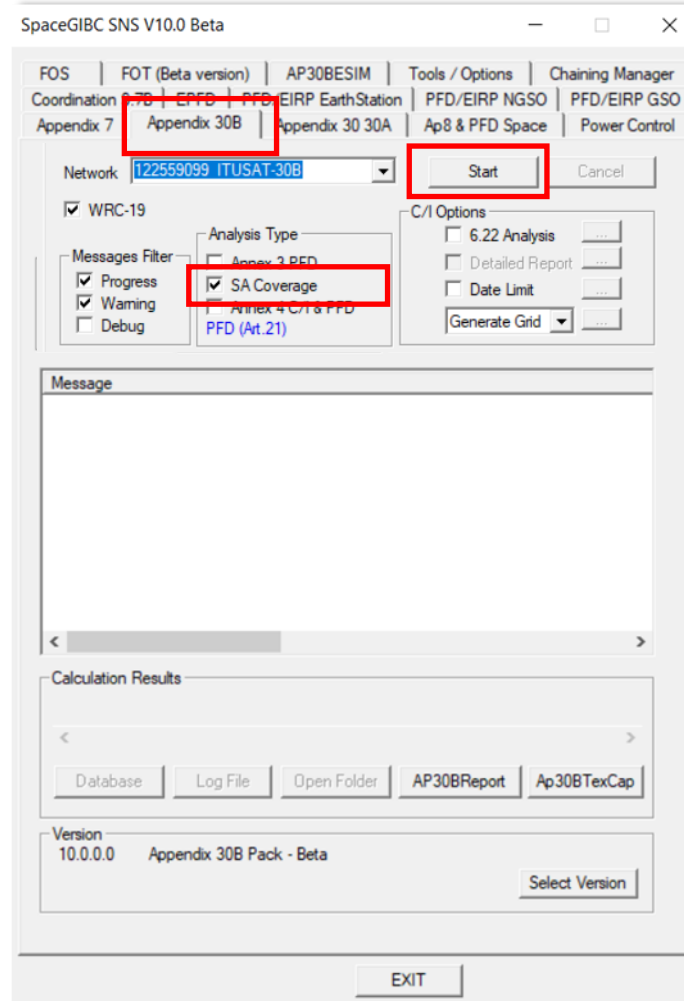 SpaceGIBC SNS V10.0 Beta
FOS FOT (Beta version) AP30BESIM Tools / Options Chaining Manager
Coordination 9.7B EPFD PFD/EIRP EarthStation PFD/EIRP NGSO PFD/EIRP GSO
Appendix 7 Appendix 30B Appendix 30 30A Ap8 & PFD Space Power Control
Network 122559099 ITUSAT-30B Start Cancel
WRC-19
Messages Filter
Progress
Warning
Debug
Analysis Type
Annex 3 PFD
SA Coverage
Annex 4 C/I & PFD
PFD (Art.21)
C/I Options
6.22 Analysis ...
Detailed Report ...
Date Limit ...
Generate Grid ...
Message
Calculation Results
Database Log File Open Folder AP30BReport Ap30BTexCap
Version
10.0.0.0 Appendix 30B Pack - Beta
Select Version
EXIT